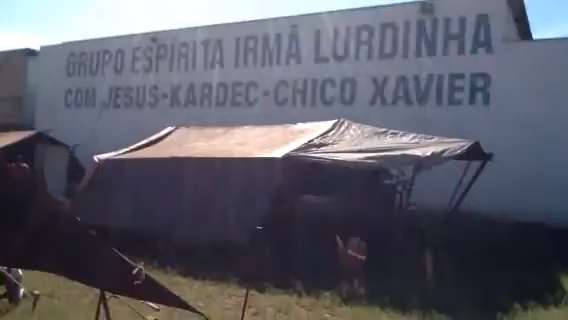 GRUPO ESPÍRITA IRMÃ LURDINHA
COM JESUS-KARDEC-CHICO XAVIER